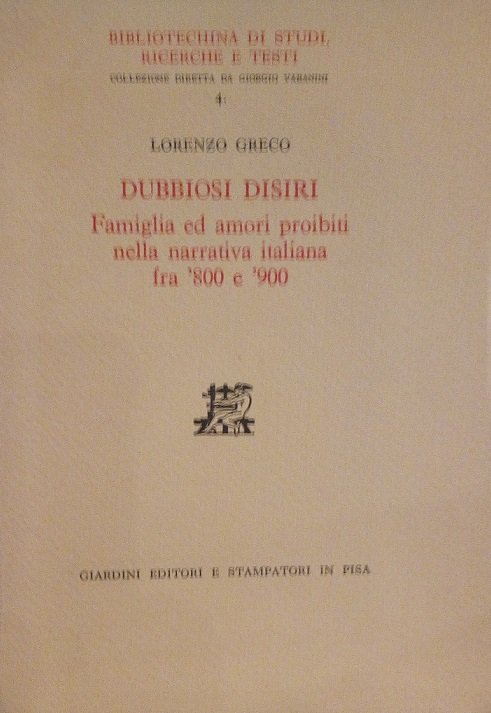 BIBLIOTECHINA DI STUDI,
RICERCHE E TESTI
COLLEZIONE DIRETTA DA GIORGIO VARANINI
4:
LORENZO GRECO
DUBBIOSI DISIRI
Famiglia ed amori proibiti
nella narrativa italiana
fra '800 e '900
GIARDINI EDITORI E STAMPATORI IN PISA